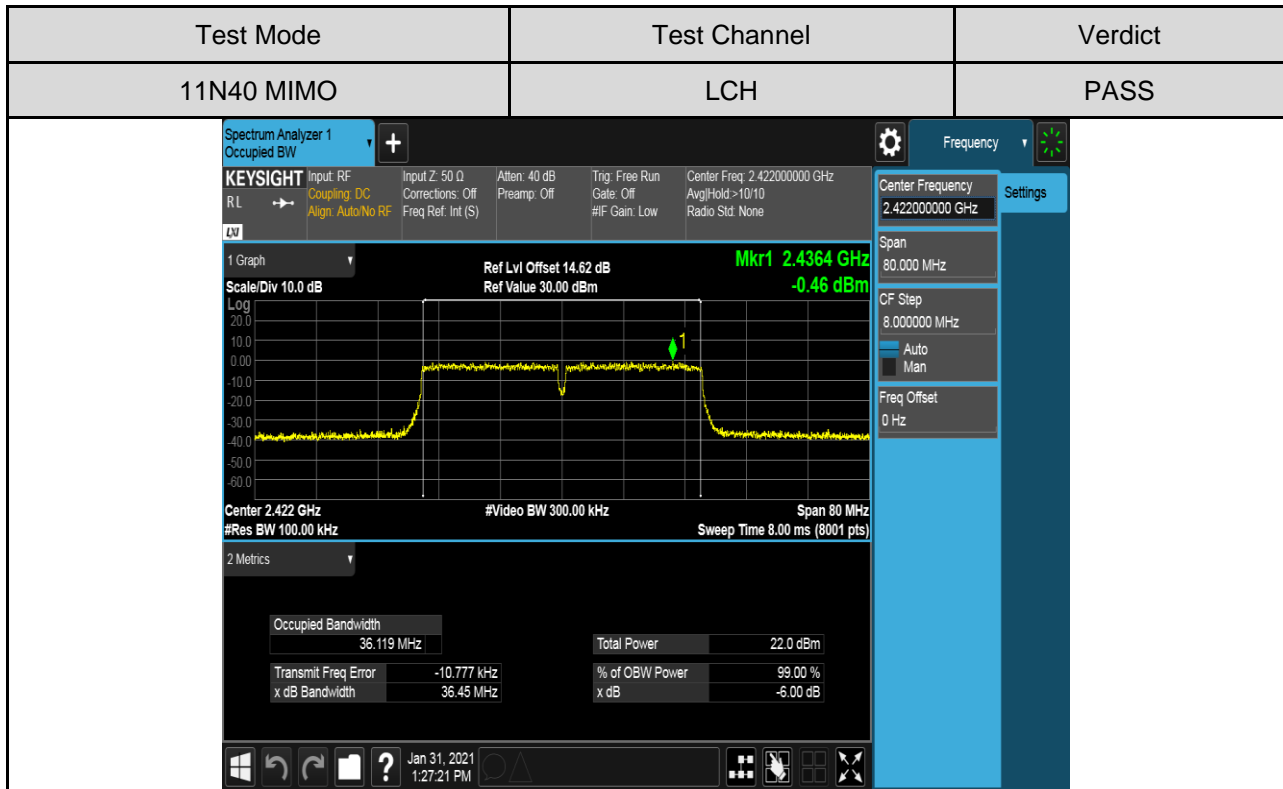 Test Mode Test Channel Verdict
11N40 MIMO LCH PASS
Spectrum Analyzer 1
Occupied BW
+
Frequency
KEYSIGHT
RL
LXI
Input: RF
Coupling: DC
Align: Auto/No RF
Input Z: 50 Ω
Corrections: Off
Freq Ref: Int (S)
Atten: 40 dB
Preamp: Off
Trig: Free Run
Gate: Off
#IF Gain: Low
Center Freq: 2.422000000 GHz
Avg|Hold:>10/10
Radio Std: None
Center Frequency
2.422000000 GHz
Settings
Span
80.000 MHz
CF Step
8.000000 MHz
Auto
Man
Freq Offset
0 Hz
1 Graph
Scale/Div 10.0 dB
Ref Lvl Offset 14.62 dB
Ref Value 30.00 dBm
Mkr1 2.4364 GHz
-0.46 dBm
Log
20.0
10.0
0.00
-10.0
-20.0
-30.0
-40.0
-50.0
-60.0
1
Center 2.422 GHz #Video BW 300.00 kHz Span 80 MHz
#Res BW 100.00 kHz Sweep Time 8.00 ms (8001 pts)
2 Metrics
Occupied Bandwidth
36.119 MHz
Total Power 22.0 dBm
Transmit Freq Error -10.777 kHz % of OBW Power 99.00 %
x dB Bandwidth 36.45 MHz x dB -6.00 dB
?
Jan 31, 2021
1:27:21 PM